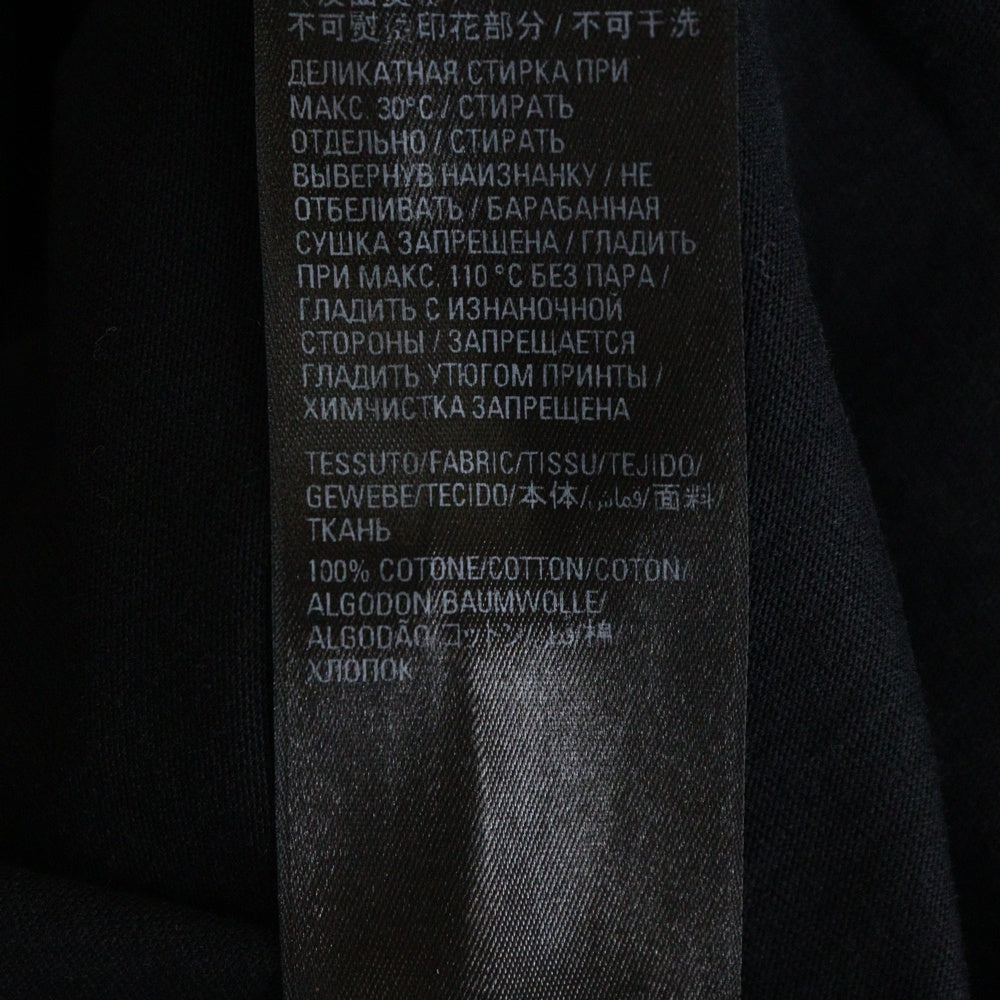 不可熨烫印花部分 / 不可干洗
ДЕЛИКАТНАЯ СТИРКА ПРИ
МАКС. 30°C / СТИРАТЬ
ОТДЕЛЬНО / СТИРАТЬ
ВЫВЕРНУВ НАИЗНАНКУ / НЕ
ОТБЕЛИВАТЬ / БАРАБАННАЯ
СУШКА ЗАПРЕЩЕНА / ГЛАДИТЬ
ПРИ МАКС. 110 °C БЕЗ ПАРА /
ГЛАДИТЬ С ИЗНАНОЧНОЙ
СТОРОНЫ / ЗАПРЕЩАЕТСЯ
ГЛАДИТЬ УТЮГОМ ПРИНТЫ /
ХИМЧИСТКА ЗАПРЕЩЕНА
TESSUTO/FABRIC/TISSU/TEJIDO/
GEWEBE/TECIDO/本体/قماش/面料/
ТКАНЬ
100% COTONE/COTTON/COTON/
ALGODON/BAUMWOLLE/
ALGODÃO/コットン/قطن/棉/
ХЛОПОК